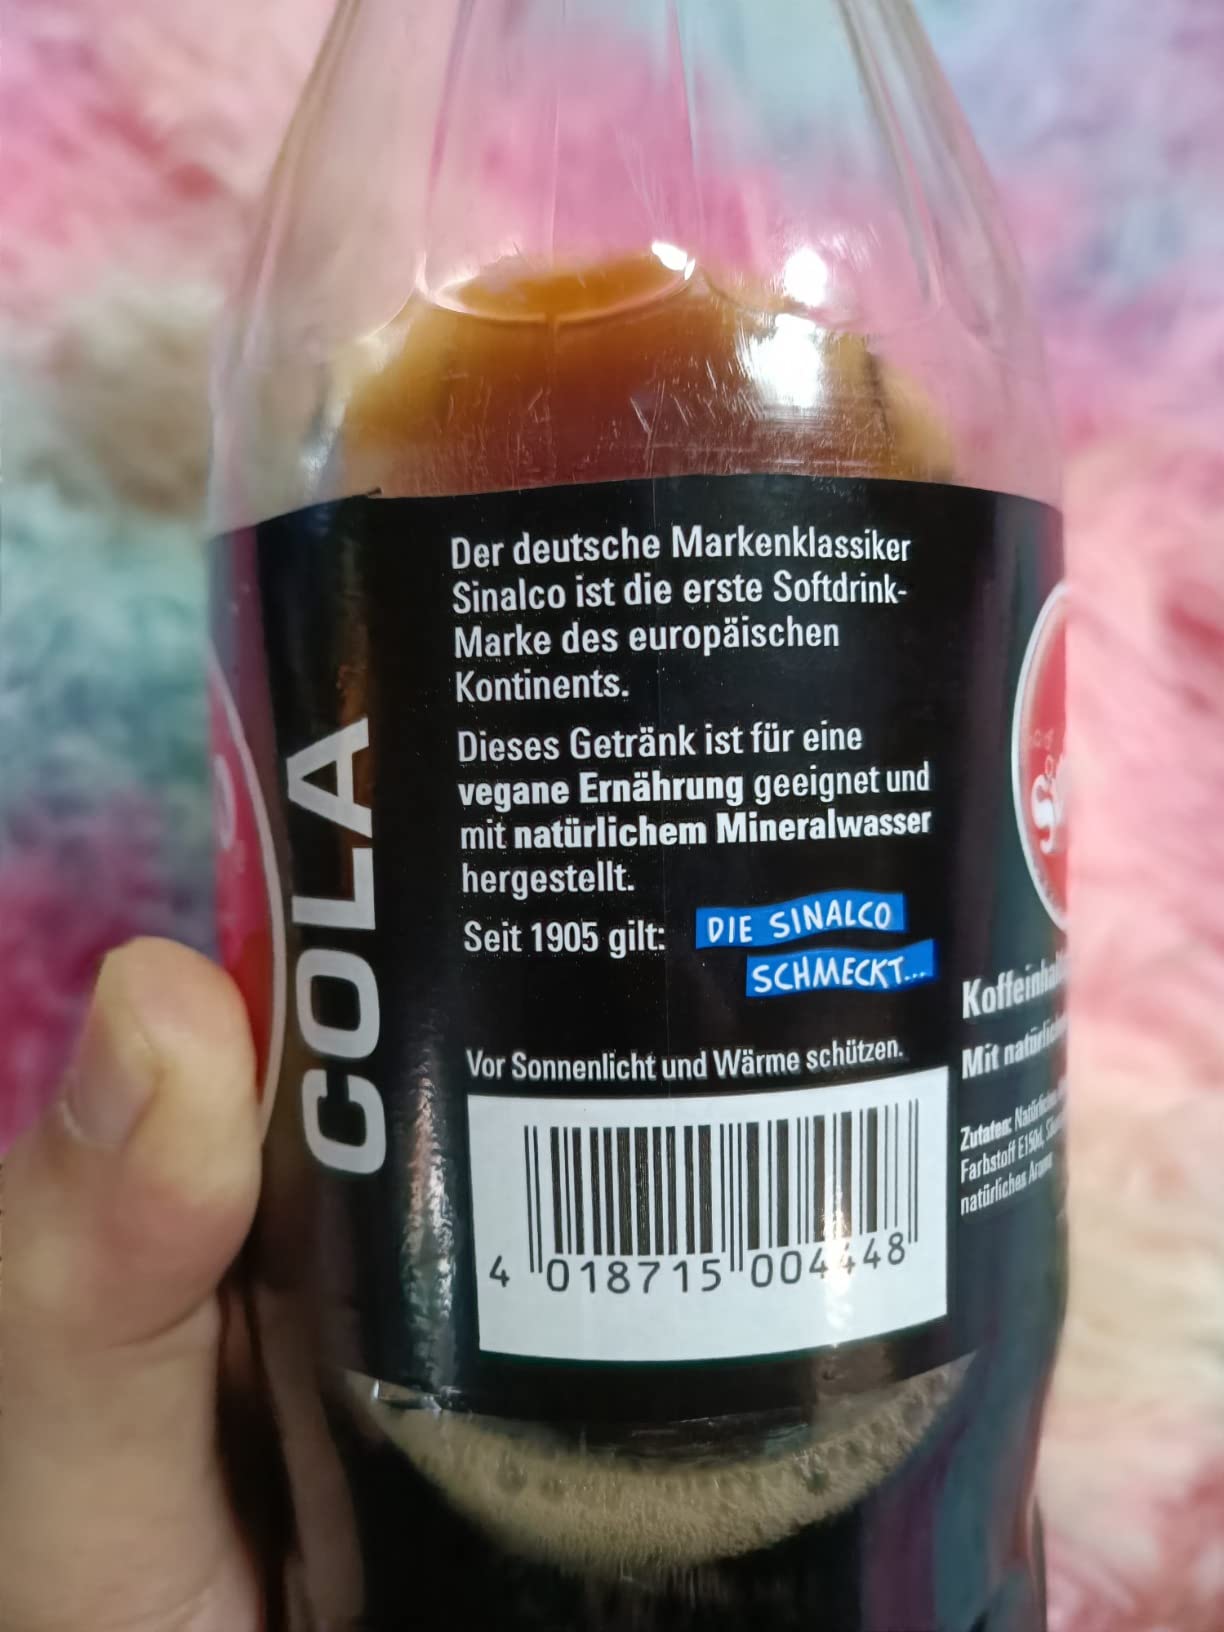 COLA
Der deutsche Markenklassiker
Sinalco ist die erste Softdrink-
Marke des europäischen
Kontinents.
Dieses Getränk ist für eine
vegane Ernährung geeignet und
mit natürlichem Mineralwasser
hergestellt.
Seit 1905 gilt: DIE SINALCO
SCHMECKT...
Vor Sonnenlicht und Wärme schützen.
4 018715 004448
Mit
Zutaten:
Farbstoff E150d,
natürliches